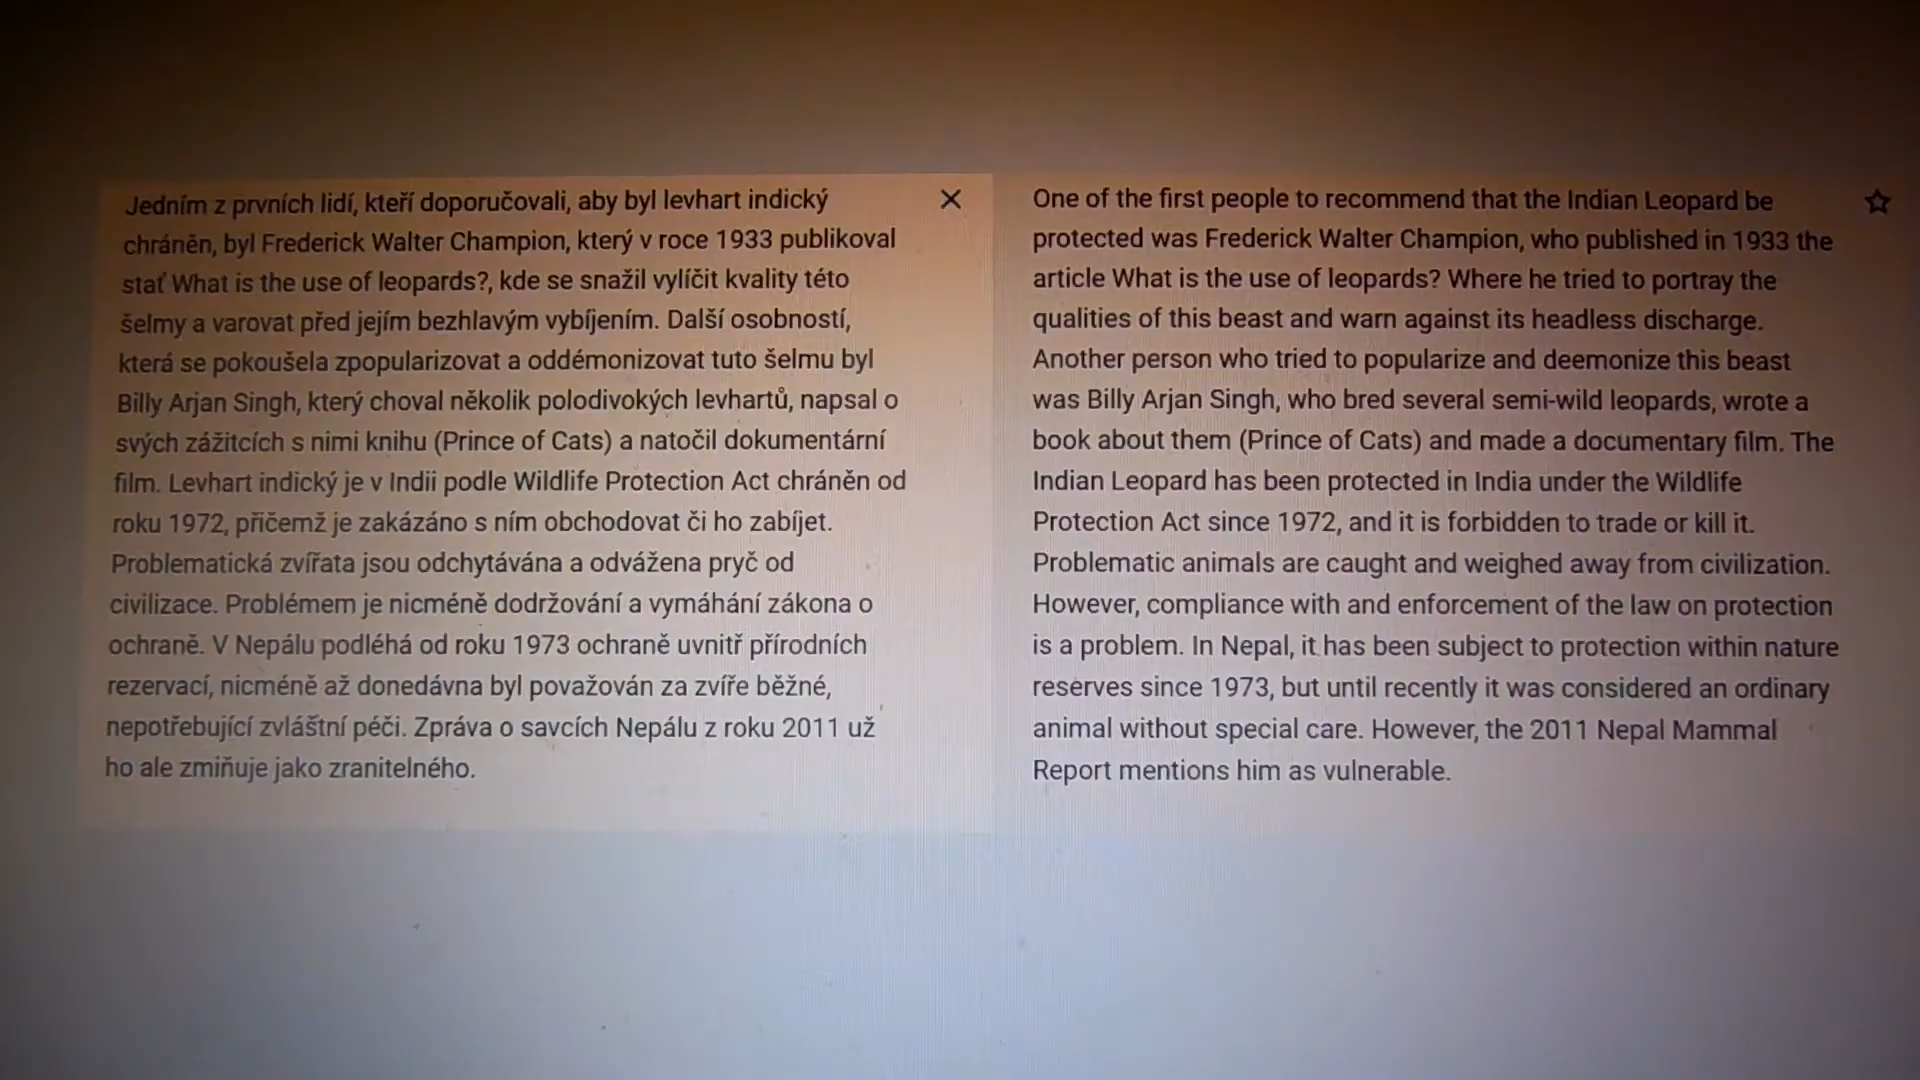 Jedním z prvních lidí, kteří doporučovali, aby byl levhart indický
chráněn, byl Frederick Walter Champion, který v roce 1933 publikoval
stať What is the use of leopards?, kde se snažil vylíčit kvality této
šelmy a varovat před jejím bezhlavým vybíjením. Další osobností,
která se pokoušela zpopularizovat a oddémonizovat tuto šelmu byl
Billy Arjan Singh, který choval několik polodivokých levhartů, napsal o
svých zážitcích s nimi knihu (Prince of Cats) a natočil dokumentární
film. Levhart indický je v Indii podle Wildlife Protection Act chráněn od
roku 1972, přičemž je zakázáno s ním obchodovat či ho zabíjet.
Problematická zvířata jsou odchytávána a odvážena pryč od
civilizace. Problémem je nicméně dodržování a vymáhání zákona o
ochraně. V Nepálu podléhá od roku 1973 ochraně uvnitř přírodních
rezervací, nicméně až donedávna byl považován za zvíře běžné,
nepotřebující zvláštní péči. Zpráva o savcích Nepálu z roku 2011 už
ho ale zmiňuje jako zranitelného.
One of the first people to recommend that the Indian Leopard be
protected was Frederick Walter Champion, who published in 1933 the
article What is the use of leopards? Where he tried to portray the
qualities of this beast and warn against its headless discharge.
Another person who tried to popularize and deemonize this beast
was Billy Arjan Singh, who bred several semi-wild leopards, wrote a
book about them (Prince of Cats) and made a documentary film. The
Indian Leopard has been protected in India under the Wildlife
Protection Act since 1972, and it is forbidden to trade or kill it.
Problematic animals are caught and weighed away from civilization.
However, compliance with and enforcement of the law on protection
is a problem. In Nepal, it has been subject to protection within nature
reserves since 1973, but until recently it was considered an ordinary
animal without special care. However, the 2011 Nepal Mammal
Report mentions him as vulnerable.